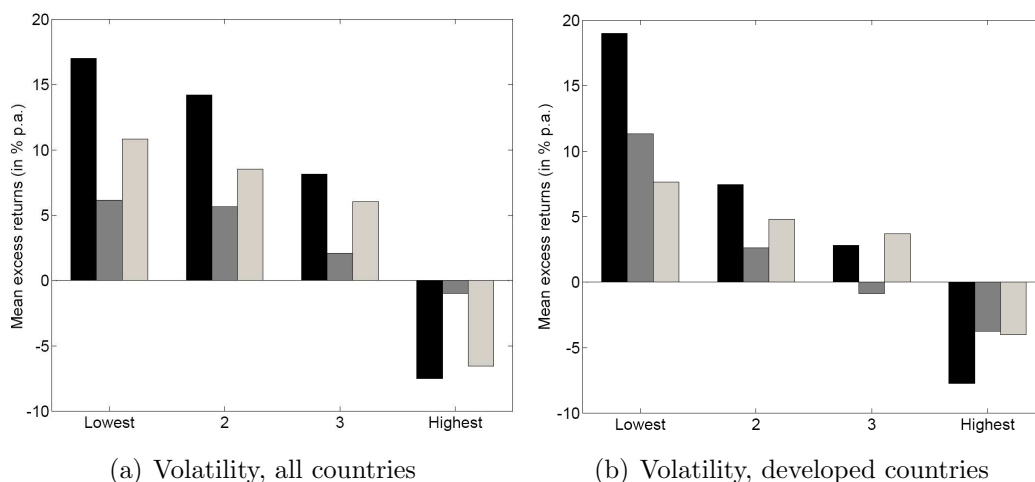 20
15
10
5
0
-5
-10
Mean excess returns (in % p.a.)
Lowest 2 3 Highest
(a) Volatility, all countries
20
15
10
5
0
-5
-10
Mean excess returns (in % p.a.)
Lowest 2 3 Highest
(b) Volatility, developed countries